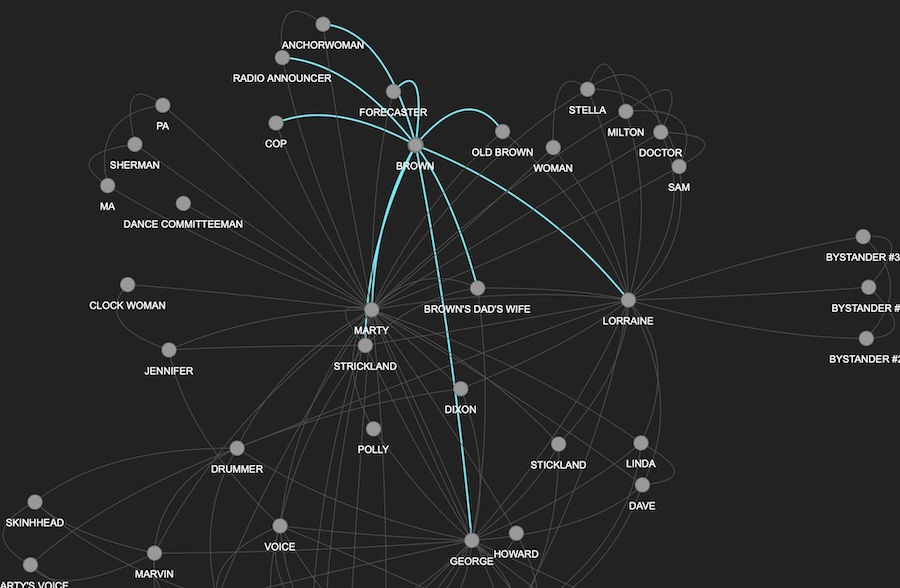 ANCHORWOMAN
RADIO ANNOUNCER
FORECASTER
STELLA
PA
MILTON
COP
OLD BROWN
DOCTOR
SHERMAN
BROWN
WOMAN
SAM
MA
DANCE COMMITTEEMAN
BYSTANDER #3
CLOCK WOMAN
BROWN'S DAD'S WIFE
BYSTANDER #
LORRAINE
MARTY
BYSTANDER #2
STRICKLAND
JENNIFER
DIXON
POLLY
STICKLAND
LINDA
DRUMMER
DAVE
SKINHHEAD
VOICE
HOWARD
GEORGE
MARVIN
ARTY'S VOICE